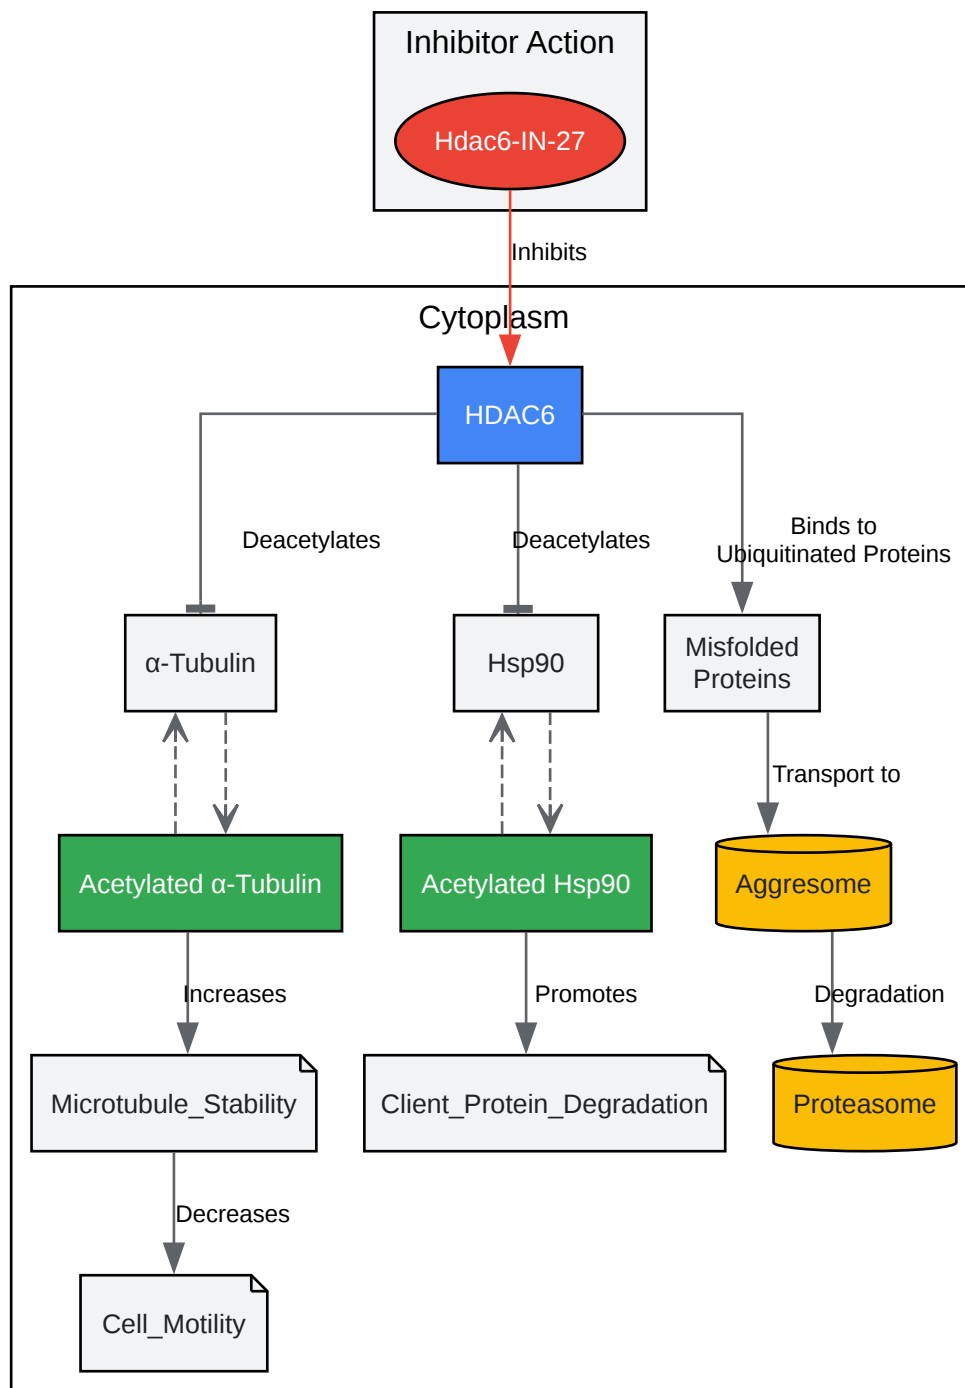 Inhibitor Action
Hdac6-IN-27
Inhibits
Cytoplasm
HDAC6
Deacetylates
Deacetylates
Binds to
Ubiquitinated Proteins
α-Tubulin
Hsp90
Misfolded
Proteins
Transport to
Acetylated α-Tubulin
Acetylated Hsp90
Aggresome
Increases
Promotes
Degradation
Microtubule_Stability
Client_Protein_Degradation
Proteasome
Decreases
Cell_Motility